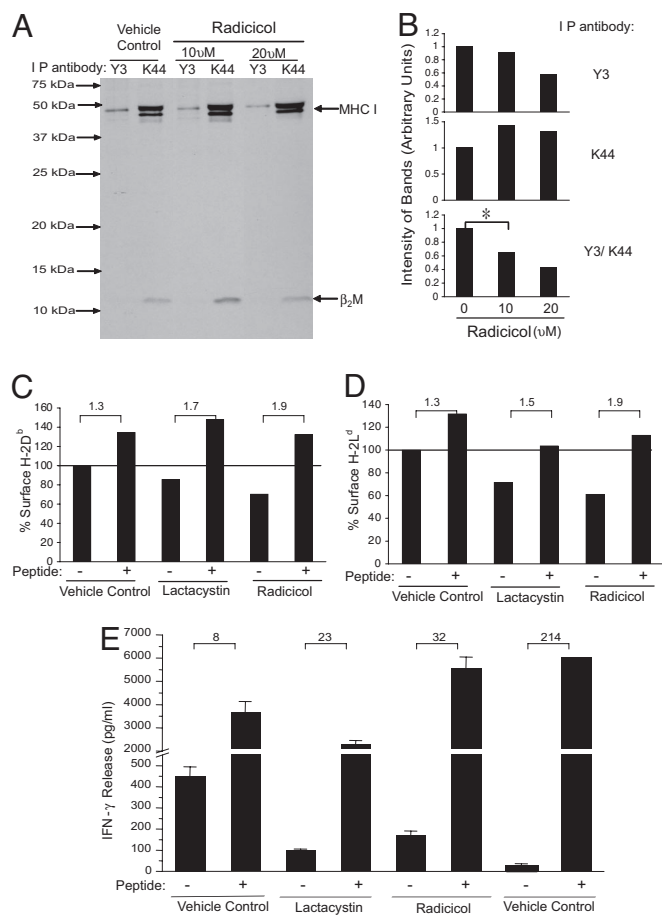 A
Vehicle Control
Radicicol
10υM
20υM
I P antibody: Y3 K44 Y3 K44 Y3 K44
75 kDa
50 kDa
MHC I
37 kDa
25 kDa
20 kDa
15 kDa
β2M
10 kDa
B
I P antibody:
Intensity of Bands (Arbitrary Units)
1.2
1
0.8
0.6
0.4
0.2
0
Y3
1.5
1
0.5
0
K44
1.2
1
0.8
0.6
0.4
0.2
0
*
Y3/ K44
0 10 20
Radicicol (υM)
C
% Surface H-2Db
160
140
120
100
80
60
40
20
0
1.3 1.7 1.9
Peptide: - + - + - +
Vehicle Control Lactacystin Radicicol
D
% Surface H-2Ld
140
120
100
80
60
40
20
0
1.3 1.5 1.9
Peptide: - + - + - +
Vehicle Control Lactacystin Radicicol
E
IFN-γ Release (pg/ml)
6000
5000
4000
3000
2000
500
400
300
200
100
0
8 23 32 214
Peptide: - + - + - + - +
Vehicle Control Lactacystin Radicicol Vehicle Control